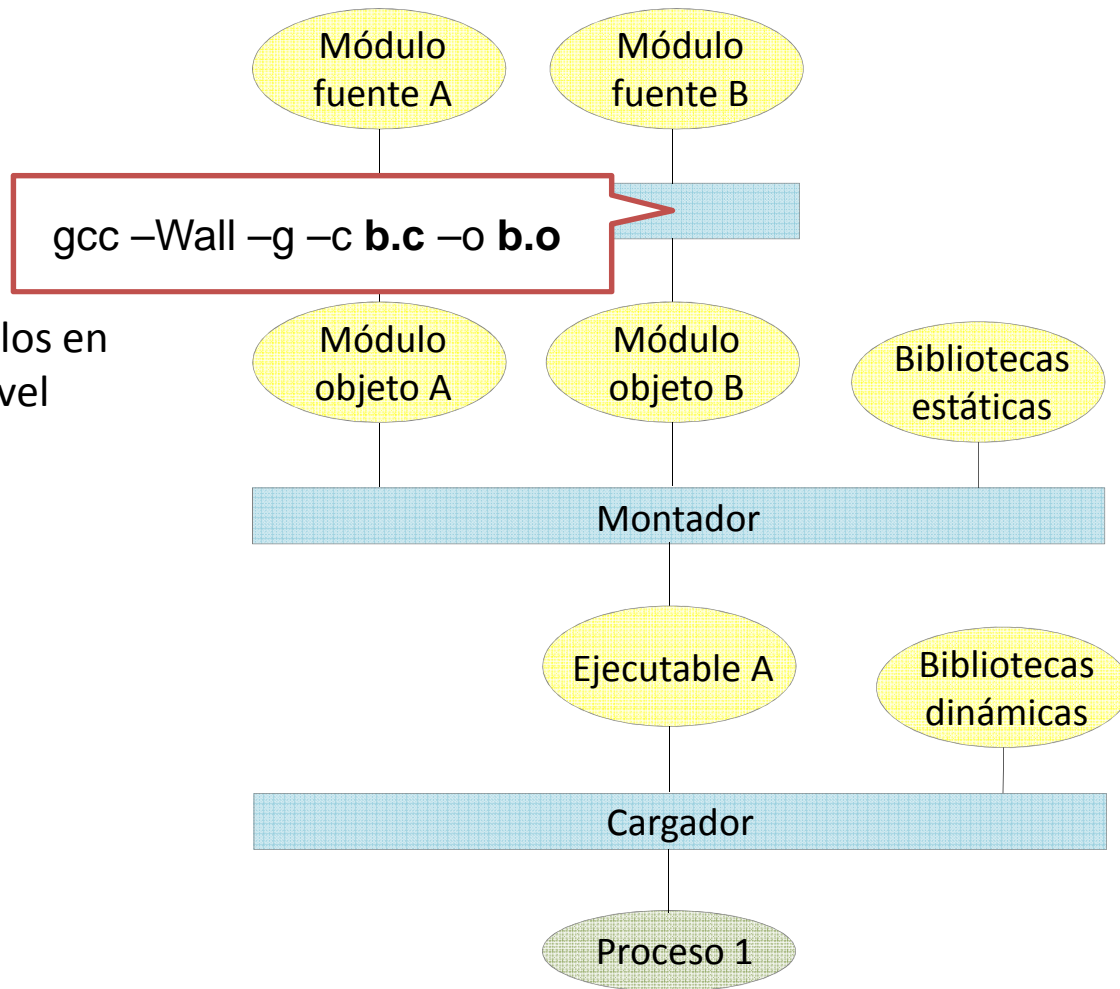 Módulo
fuente A
Módulo
fuente B
gcc –Wall –g –c b.c –o b.o
los en
vel
Módulo
objeto A
Módulo
objeto B
Bibliotecas
estáticas
Montador
Ejecutable A
Bibliotecas
dinámicas
Cargador
Proceso 1